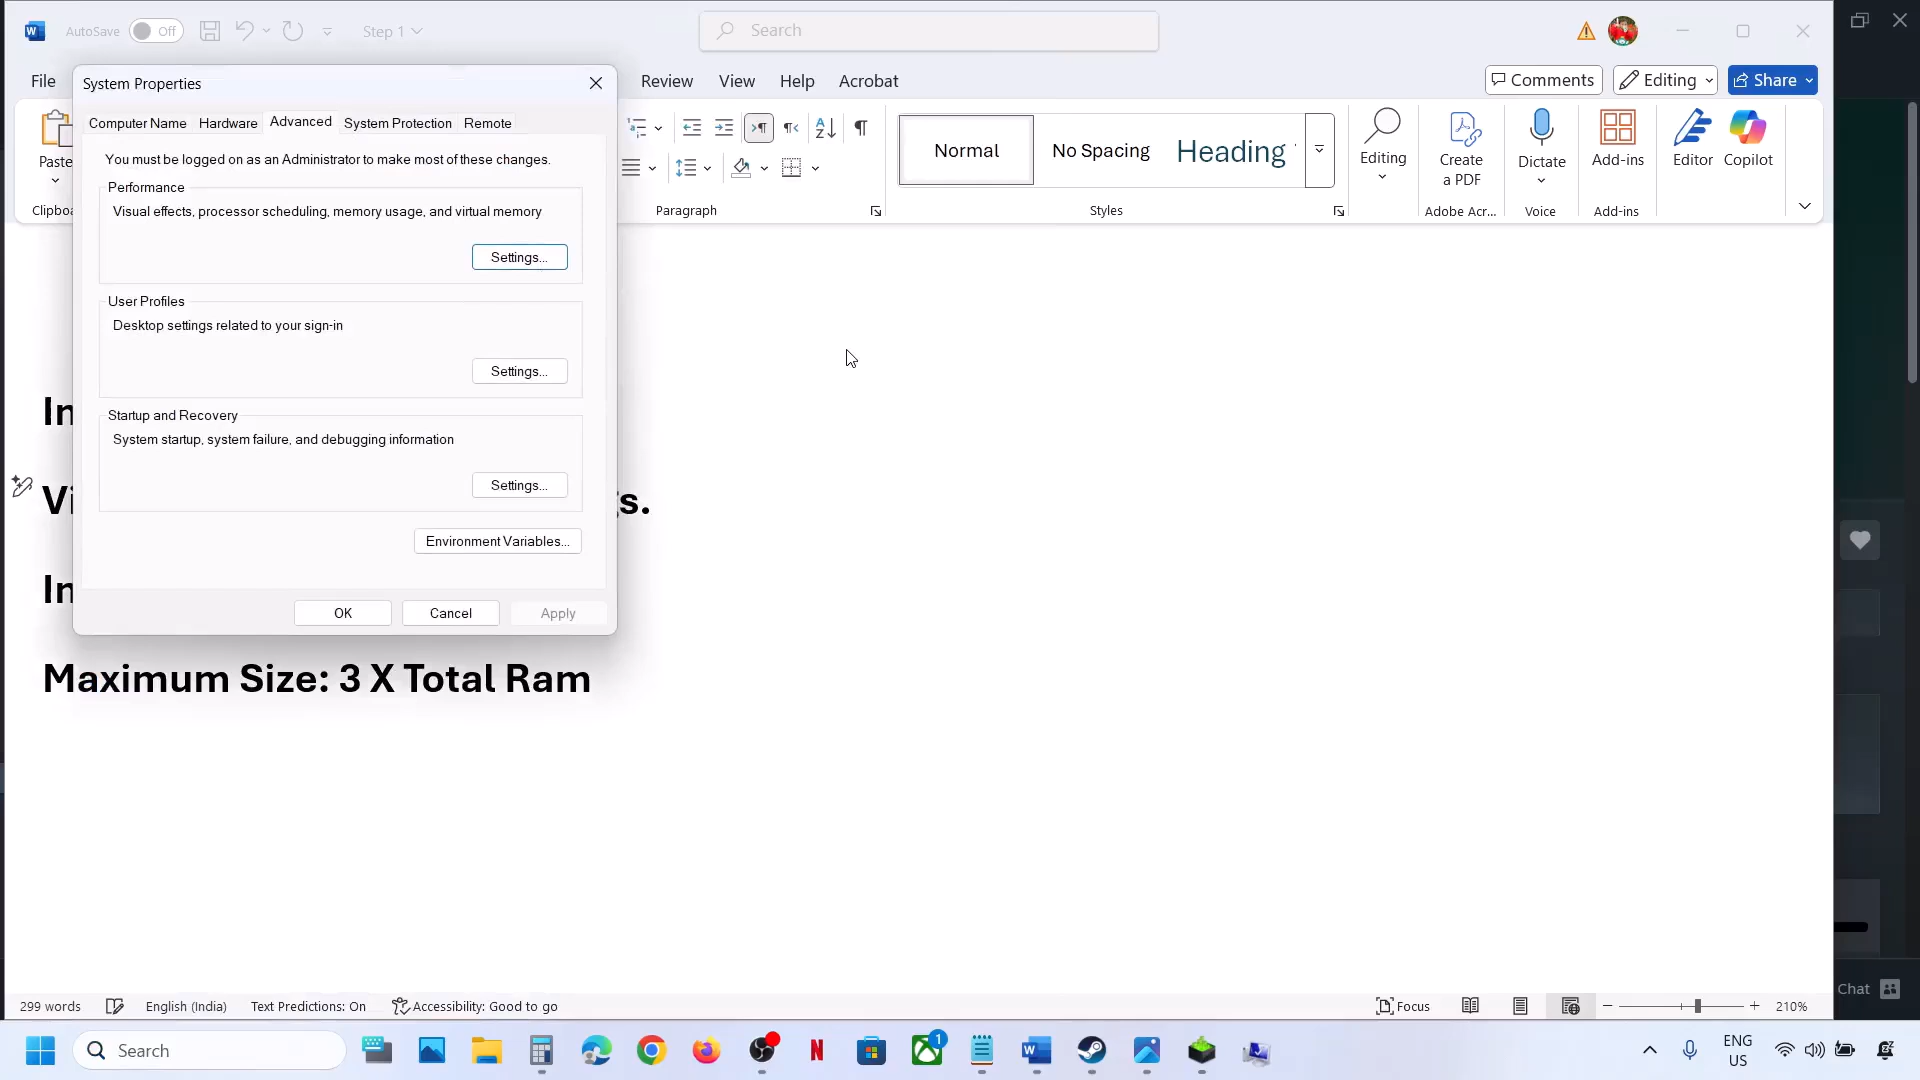 AutoSave Off Step 1 Search
File Review View Help Acrobat Comments Editing Share
System Properties
Computer Name Hardware Advanced System Protection Remote
You must be logged on as an Administrator to make most of these changes.
Performance
Visual effects, processor scheduling, memory usage, and virtual memory
Settings...
User Profiles
Desktop settings related to your sign-in
Settings...
Startup and Recovery
System startup, system failure, and debugging information
Settings...
Environment Variables...
OK Cancel Apply
Paste
Paragraph
Normal No Spacing Heading
Styles
Editing
Create
a PDF
Adobe Acr...
Dictate
Voice
Add-ins
Add-ins
Editor Copilot
Maximum Size: 3 X Total Ram
299 words English (India) Text Predictions: On Accessibility: Good to go Focus 210%
Chat
Search
1
ENG
US